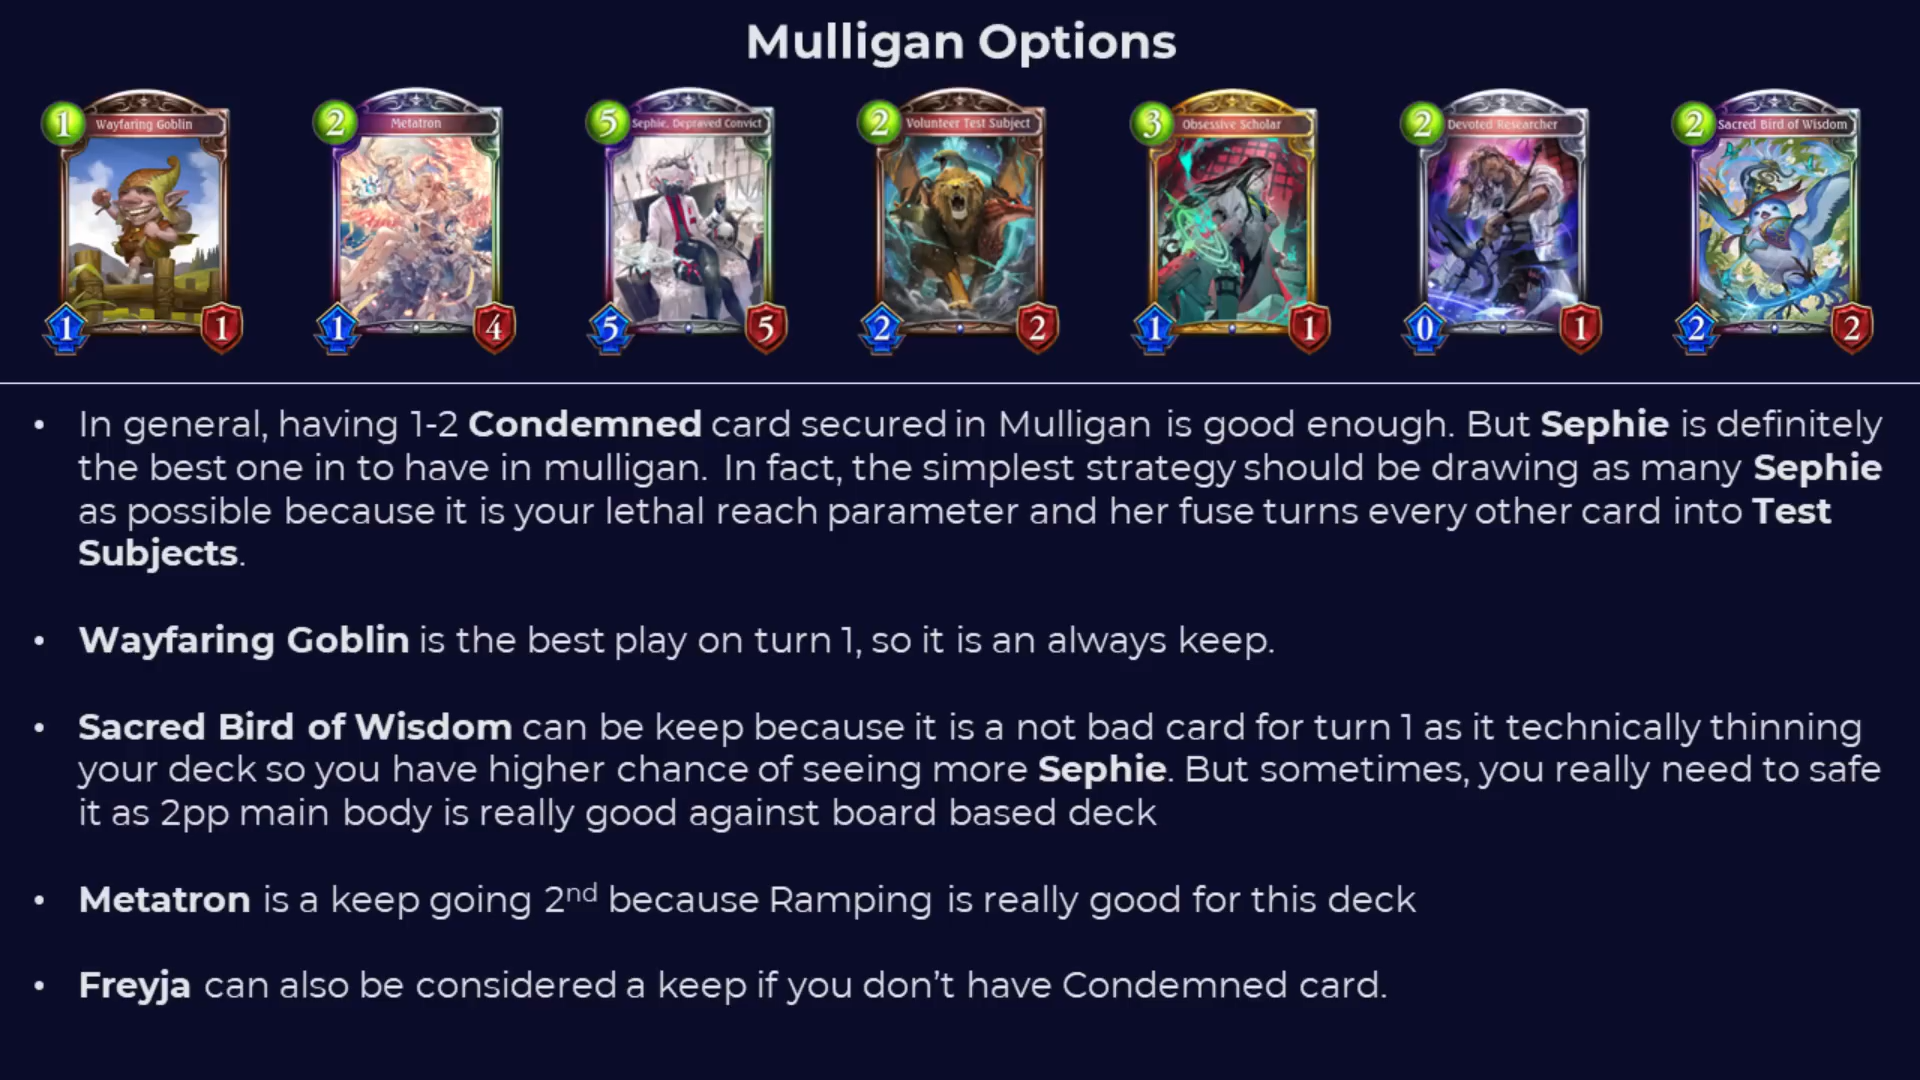 Mulligan Options
1 Wayfaring Goblin
2 Metatron
5 Sephie, Depraved Convict
2 Volunteer Test Subject
3 Obsessive Scholar
2 Devoted Researcher
2 Sacred Bird of Wisdom
1 1
1 4
5 5
2 2
1 1
0 1
2 2
• In general, having 1-2 Condemned card secured in Mulligan is good enough. But Sephie is definitely
the best one in to have in mulligan. In fact, the simplest strategy should be drawing as many Sephie
as possible because it is your lethal reach parameter and her fuse turns every other card into Test
Subjects.
• Wayfaring Goblin is the best play on turn 1, so it is an always keep.
• Sacred Bird of Wisdom can be keep because it is a not bad card for turn 1 as it technically thinning
your deck so you have higher chance of seeing more Sephie. But sometimes, you really need to safe
it as 2pp main body is really good against board based deck
• Metatron is a keep going 2nd because Ramping is really good for this deck
• Freyja can also be considered a keep if you don't have Condemned card.